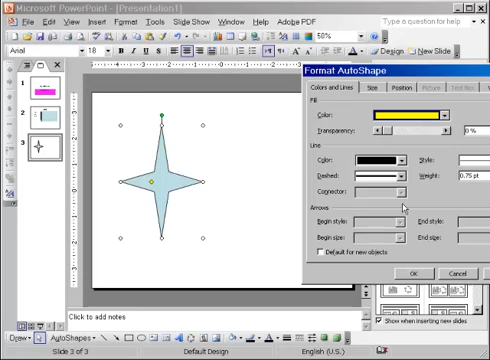 Microsoft PowerPoint - [Presentation1]
File Edit View Insert Format Tools Slide Show Window Help Adobe PDF
Type a question for help
58%
Arial 18 B I U S Design New Slide
1
2
3
Format AutoShape
Colors and Lines Size Position Picture Text Box
Fill
Color:
Transparency: 0 %
Line
Color: Style:
Dashed: Weight: 0.75 pt
Connector:
Arrows
Begin style: End style:
Begin size: End size:
Default for new objects
OK Cancel
Show when inserting new slides
Click to add notes
Draw AutoShapes
Slide 3 of 3 Default Design English (U.S.)